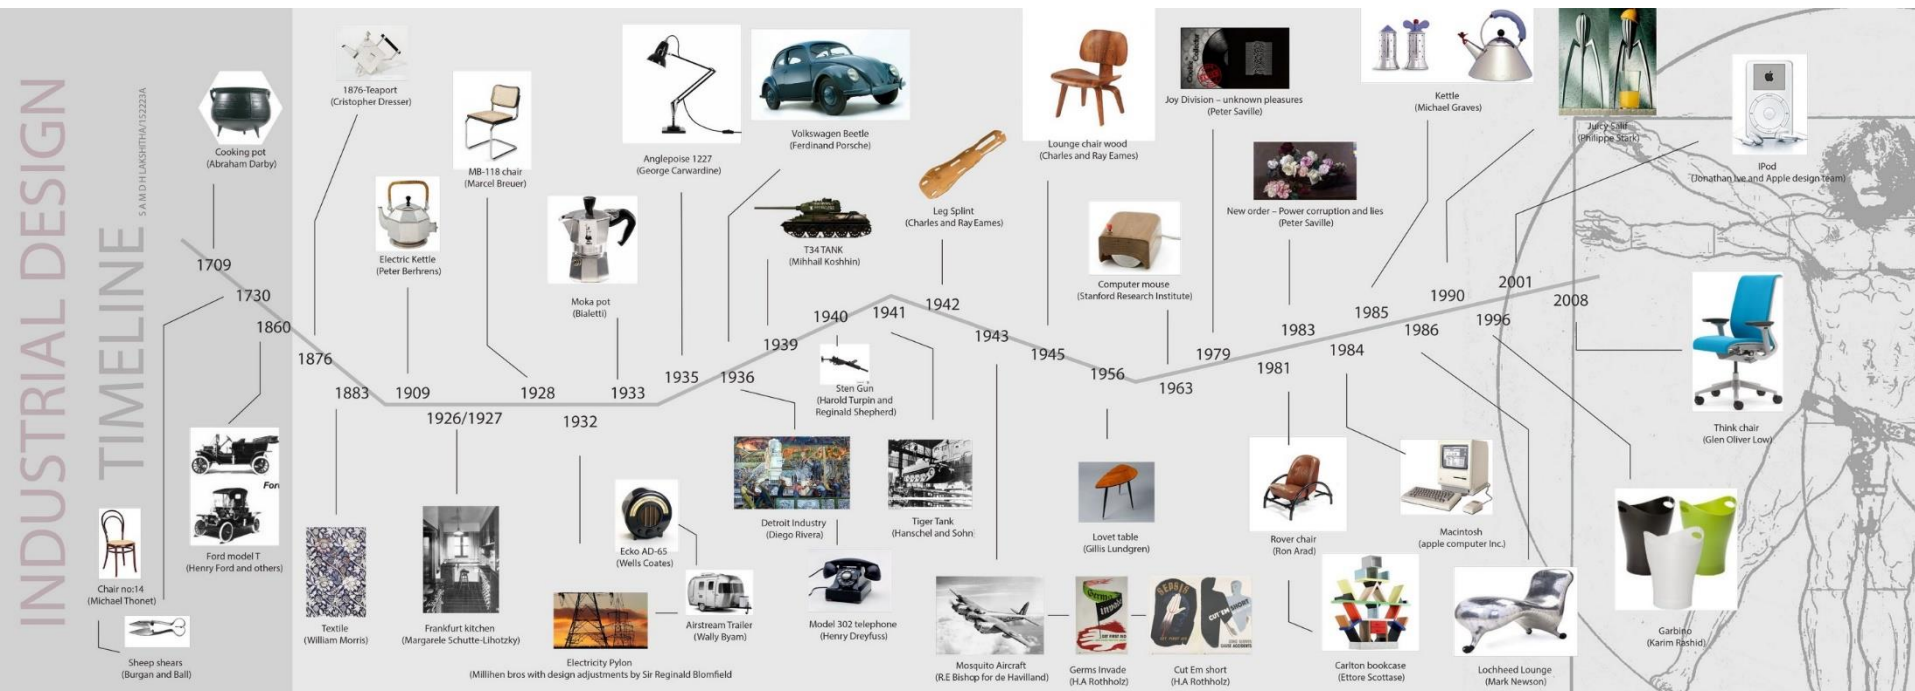 INDUSTRIAL DESIGN
TIMELINE
S A M D H LAKSHITHA/152223A
Cooking pot
(Abraham Darby)
1709
1730
1860
Chair no:14
(Michael Thonet)
Sheep shears
(Burgan and Ball)
Ford
Ford model T
(Henry Ford and others)
1876-Teaport
(Cristopher Dresser)
1876
1883
Textile
(William Morris)
Electric Kettle
(Peter Berhrens)
1909
1926/1927
Frankfurt kitchen
(Margarele Schutte-Lihotzky)
MB-118 chair
(Marcel Breuer)
1928
1932
Electricity Pylon
(Millihen bros with design adjustments by Sir Reginald Blomfield
Ecko AD-65
(Wells Coates)
Airstream Trailer
(Wally Byam)
Moka pot
(Bialetti)
1933
Anglepoise 1227
(George Carwardine)
1935
Volkswagen Beetle
(Ferdinand Porsche)
1936
Detroit Industry
(Diego Rivera)
Model 302 telephone
(Henry Dreyfuss)
T34 TANK
(Mihhail Koshhin)
1939
1940
Sten Gun
(Harold Turpin and
Reginald Shepherd)
1941
Tiger Tank
(Hanschel and Sohn)
Leg Splint
(Charles and Ray Eames)
1942
1943
Mosquito Aircraft
(R.E Bishop for de Havilland)
Germs Invade
(H.A Rothholz)
SEPSIS
CUT 'EM SHORT
Cut Em short
(H.A Rothholz)
Lounge chair wood
(Charles and Ray Eames)
1945
1956
Lovet table
(Gillis Lundgren)
Computer mouse
(Stanford Research Institute)
1963
Joy Division – unknown pleasures
(Peter Saville)
1979
1981
Rover chair
(Ron Arad)
Carlton bookcase
(Ettore Scottase)
New order – Power corruption and lies
(Peter Saville)
1983
1984
Macintosh
(apple computer Inc.)
Kettle
(Michael Graves)
1985
1986
Lochheed Lounge
(Mark Newson)
Juicy Salif
(Philippe Stark)
1990
1996
Garbino
(Karim Rashid)
IPod
(Jonathan Ive and Apple design team)
2001
2008
Think chair
(Glen Oliver Low)